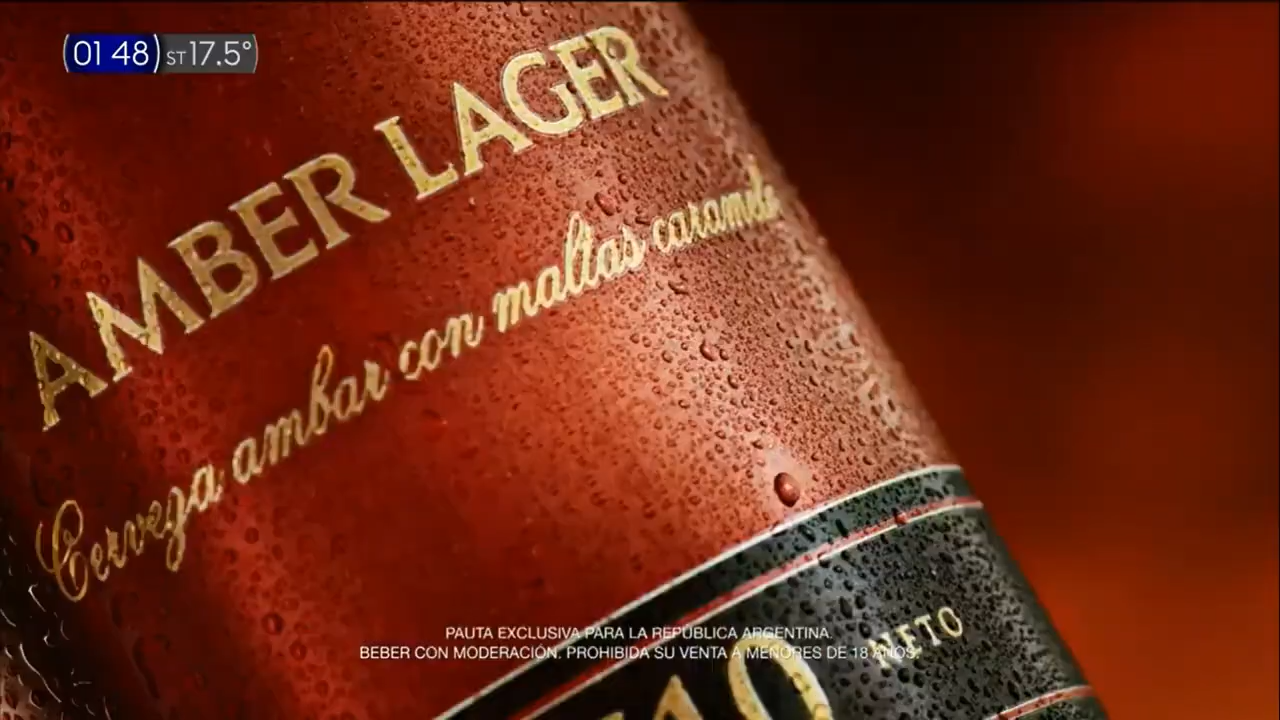 01 48 ST 17.5°
AMBER LAGER
Cerveza ambar con maltas caramelo
NETO
PAUTA EXCLUSIVA PARA LA REPÚBLICA ARGENTINA.
BEBER CON MODERACIÓN. PROHIBIDA SU VENTA A MENORES DE 18 AÑOS.